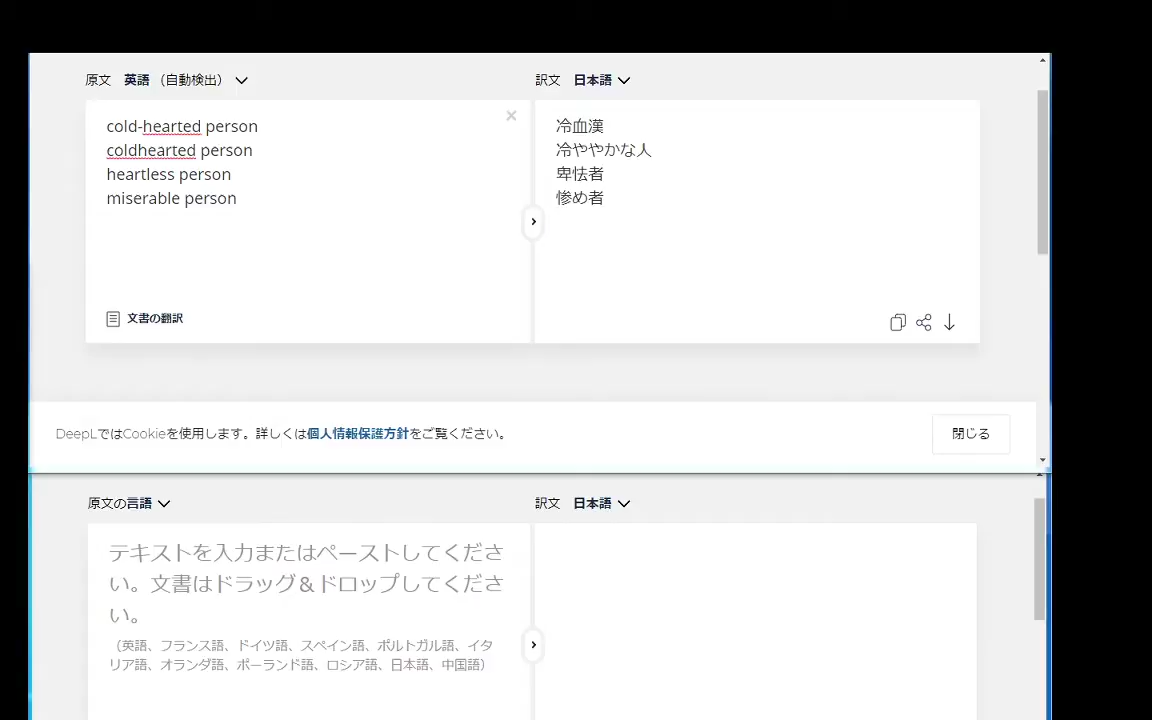 原文 英語 （自動検出）
訳文 日本語
cold-hearted person
coldhearted person
heartless person
miserable person
冷血漢
冷ややかな人
卑怯者
惨め者
文書の翻訳
DeepLではCookieを使用します。詳しくは個人情報保護方針をご覧ください。
閉じる
原文の言語
訳文 日本語
テキストを入力またはペーストしてくださ
い。文書はドラッグ＆ドロップしてくださ
い。
（英語、フランス語、ドイツ語、スペイン語、ポルトガル語、イタ
リア語、オランダ語、ポーランド語、ロシア語、日本語、中国語）